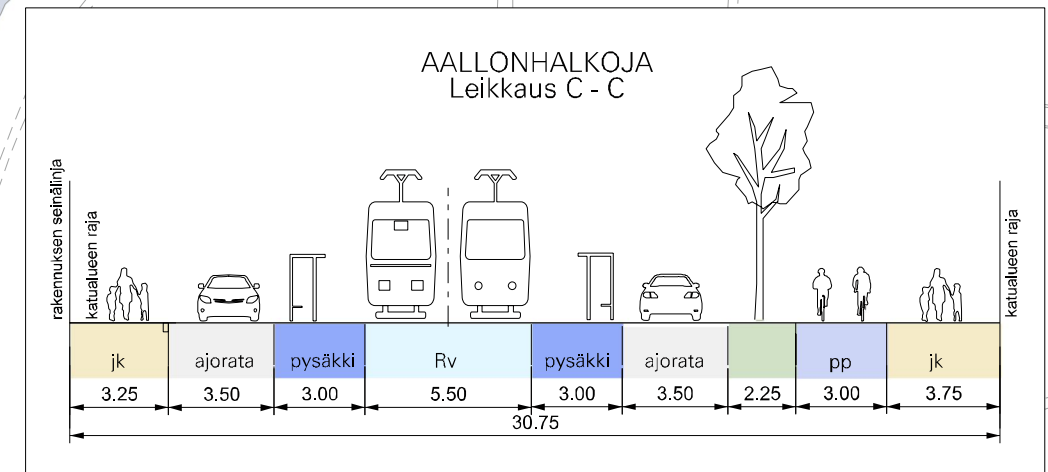 AALLONHALKOJA
Leikkaus C - C
rakennuksen seinälinja
katualueen raja
katualueen raja
jk
ajorata
pysäkki
Rv
pysäkki
ajorata
pp
jk
3.25
3.50
3.00
5.50
3.00
3.50
2.25
3.00
3.75
30.75